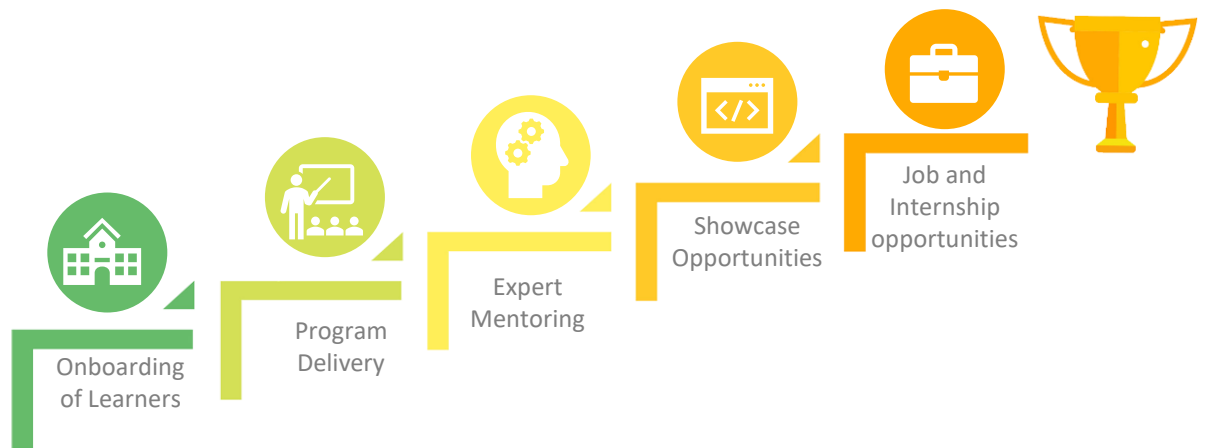 Onboarding
of Learners
Program
Delivery
Expert
Mentoring
Showcase
Opportunities
</>
Job and
Internship
opportunities